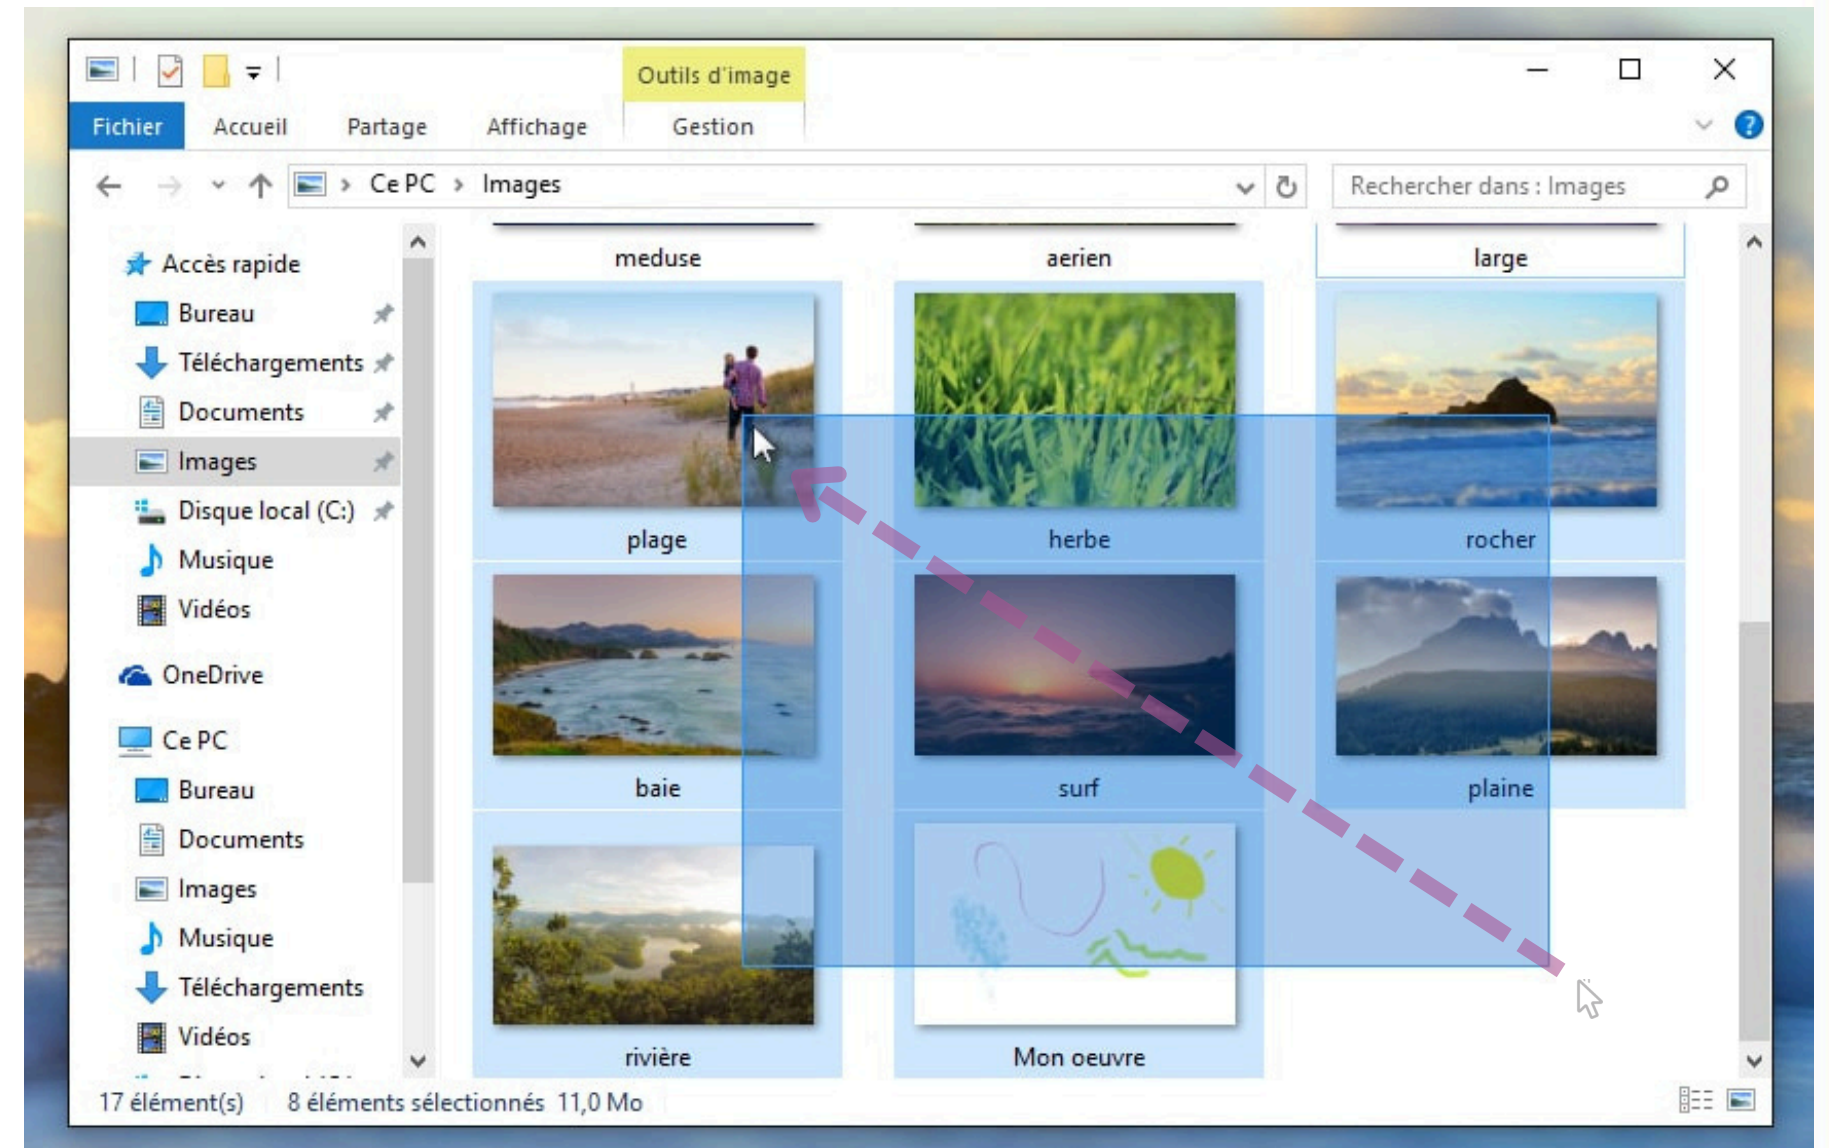 Outils d'image
Fichier Accueil Partage Affichage Gestion
Ce PC Images
Rechercher dans : Images
Accès rapide
Bureau
Téléchargements
Documents
Images
Disque local (C:)
Musique
Vidéos
OneDrive
Ce PC
Bureau
Documents
Images
Musique
Téléchargements
Vidéos
meduse aerien large
plage herbe rocher
baie surf plaine
rivière Mon oeuvre
17 élément(s) 8 éléments sélectionnés 11,0 Mo